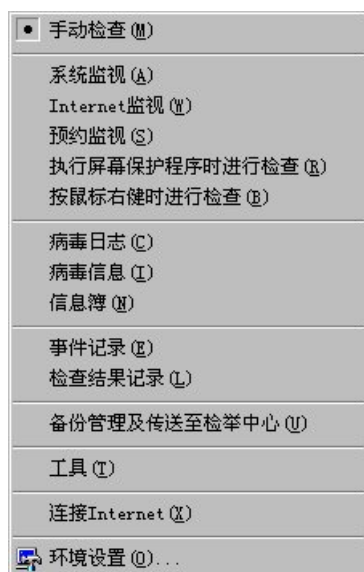 手动检查(M)
系统监视(A)
Internet监视(W)
预约监视(S)
执行屏幕保护程序时进行检查(R)
按鼠标右健时进行检查(B)
病毒日志(C)
病毒信息(I)
信息簿(N)
事件记录(E)
检查结果记录(L)
备份管理及传送至检举中心(U)
工具(T)
连接Internet(X)
环境设置(O)...